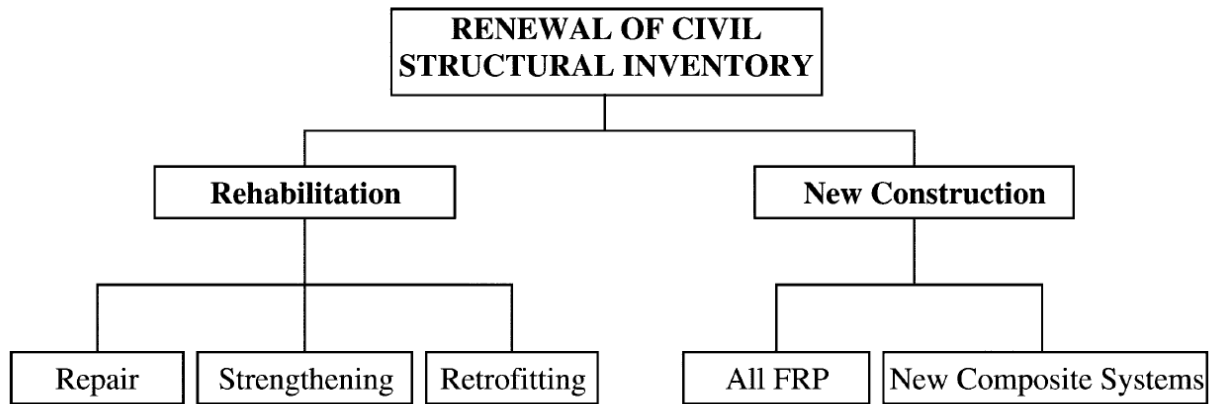 RENEWAL OF CIVIL
STRUCTURAL INVENTORY
Rehabilitation
New Construction
Repair
Strengthening
Retrofitting
All FRP
New Composite Systems